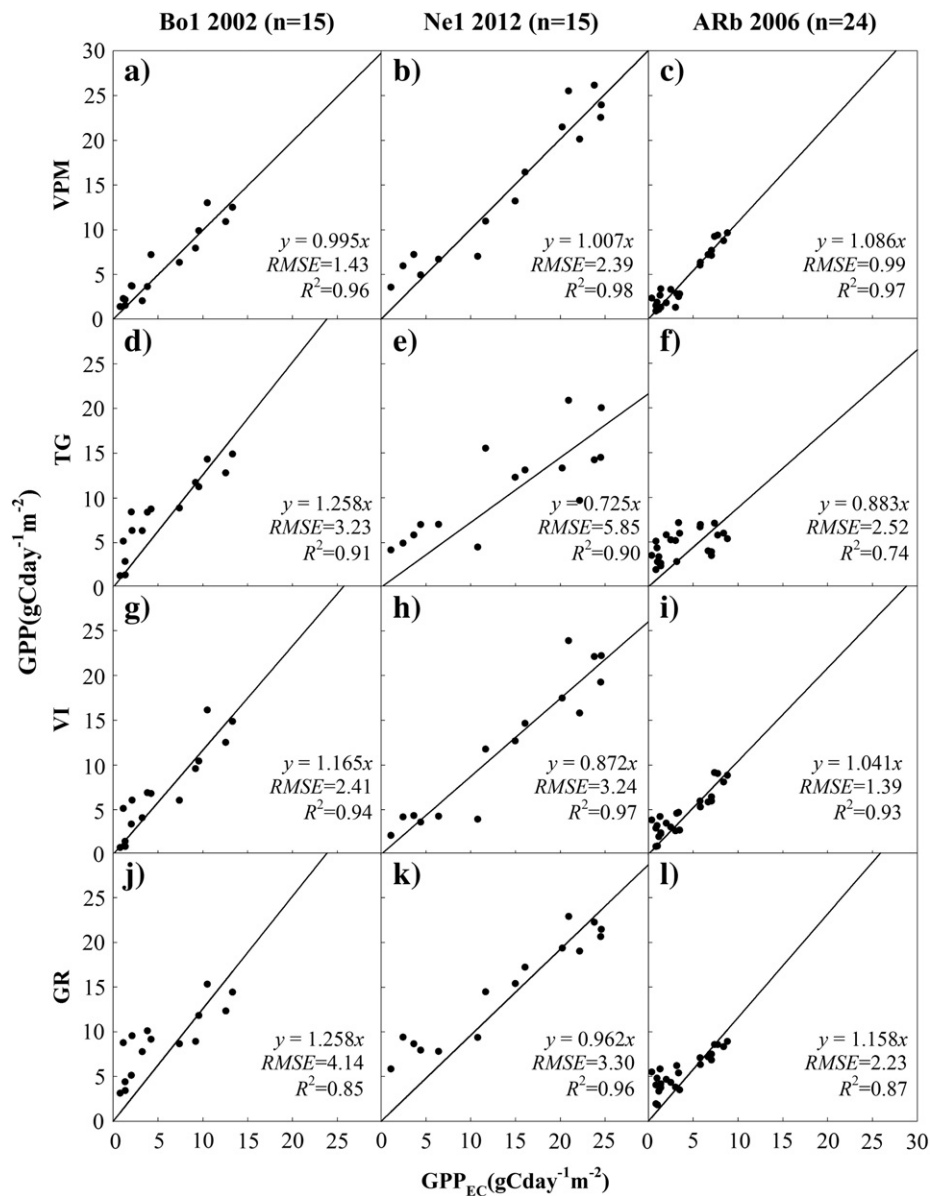 Bo1 2002 (n=15) Ne1 2012 (n=15) ARb 2006 (n=24)
GPP(gCday⁻¹m⁻²)
VPM
30
25
20
15
10
5
0
a)
y = 0.995x
RMSE=1.43
R²=0.96
b)
y = 1.007x
RMSE=2.39
R²=0.98
c)
y = 1.086x
RMSE=0.99
R²=0.97
TG
25
20
15
10
5
0
d)
y = 1.258x
RMSE=3.23
R²=0.91
e)
y = 0.725x
RMSE=5.85
R²=0.90
f)
y = 0.883x
RMSE=2.52
R²=0.74
VI
25
20
15
10
5
0
g)
y = 1.165x
RMSE=2.41
R²=0.94
h)
y = 0.872x
RMSE=3.24
R²=0.97
i)
y = 1.041x
RMSE=1.39
R²=0.93
GR
25
20
15
10
5
0
j)
y = 1.258x
RMSE=4.14
R²=0.85
k)
y = 0.962x
RMSE=3.30
R²=0.96
l)
y = 1.158x
RMSE=2.23
R²=0.87
0 5 10 15 20 25 0 5 10 15 20 25 0 5 10 15 20 25 30
GPP_EC(gCday⁻¹m⁻²)